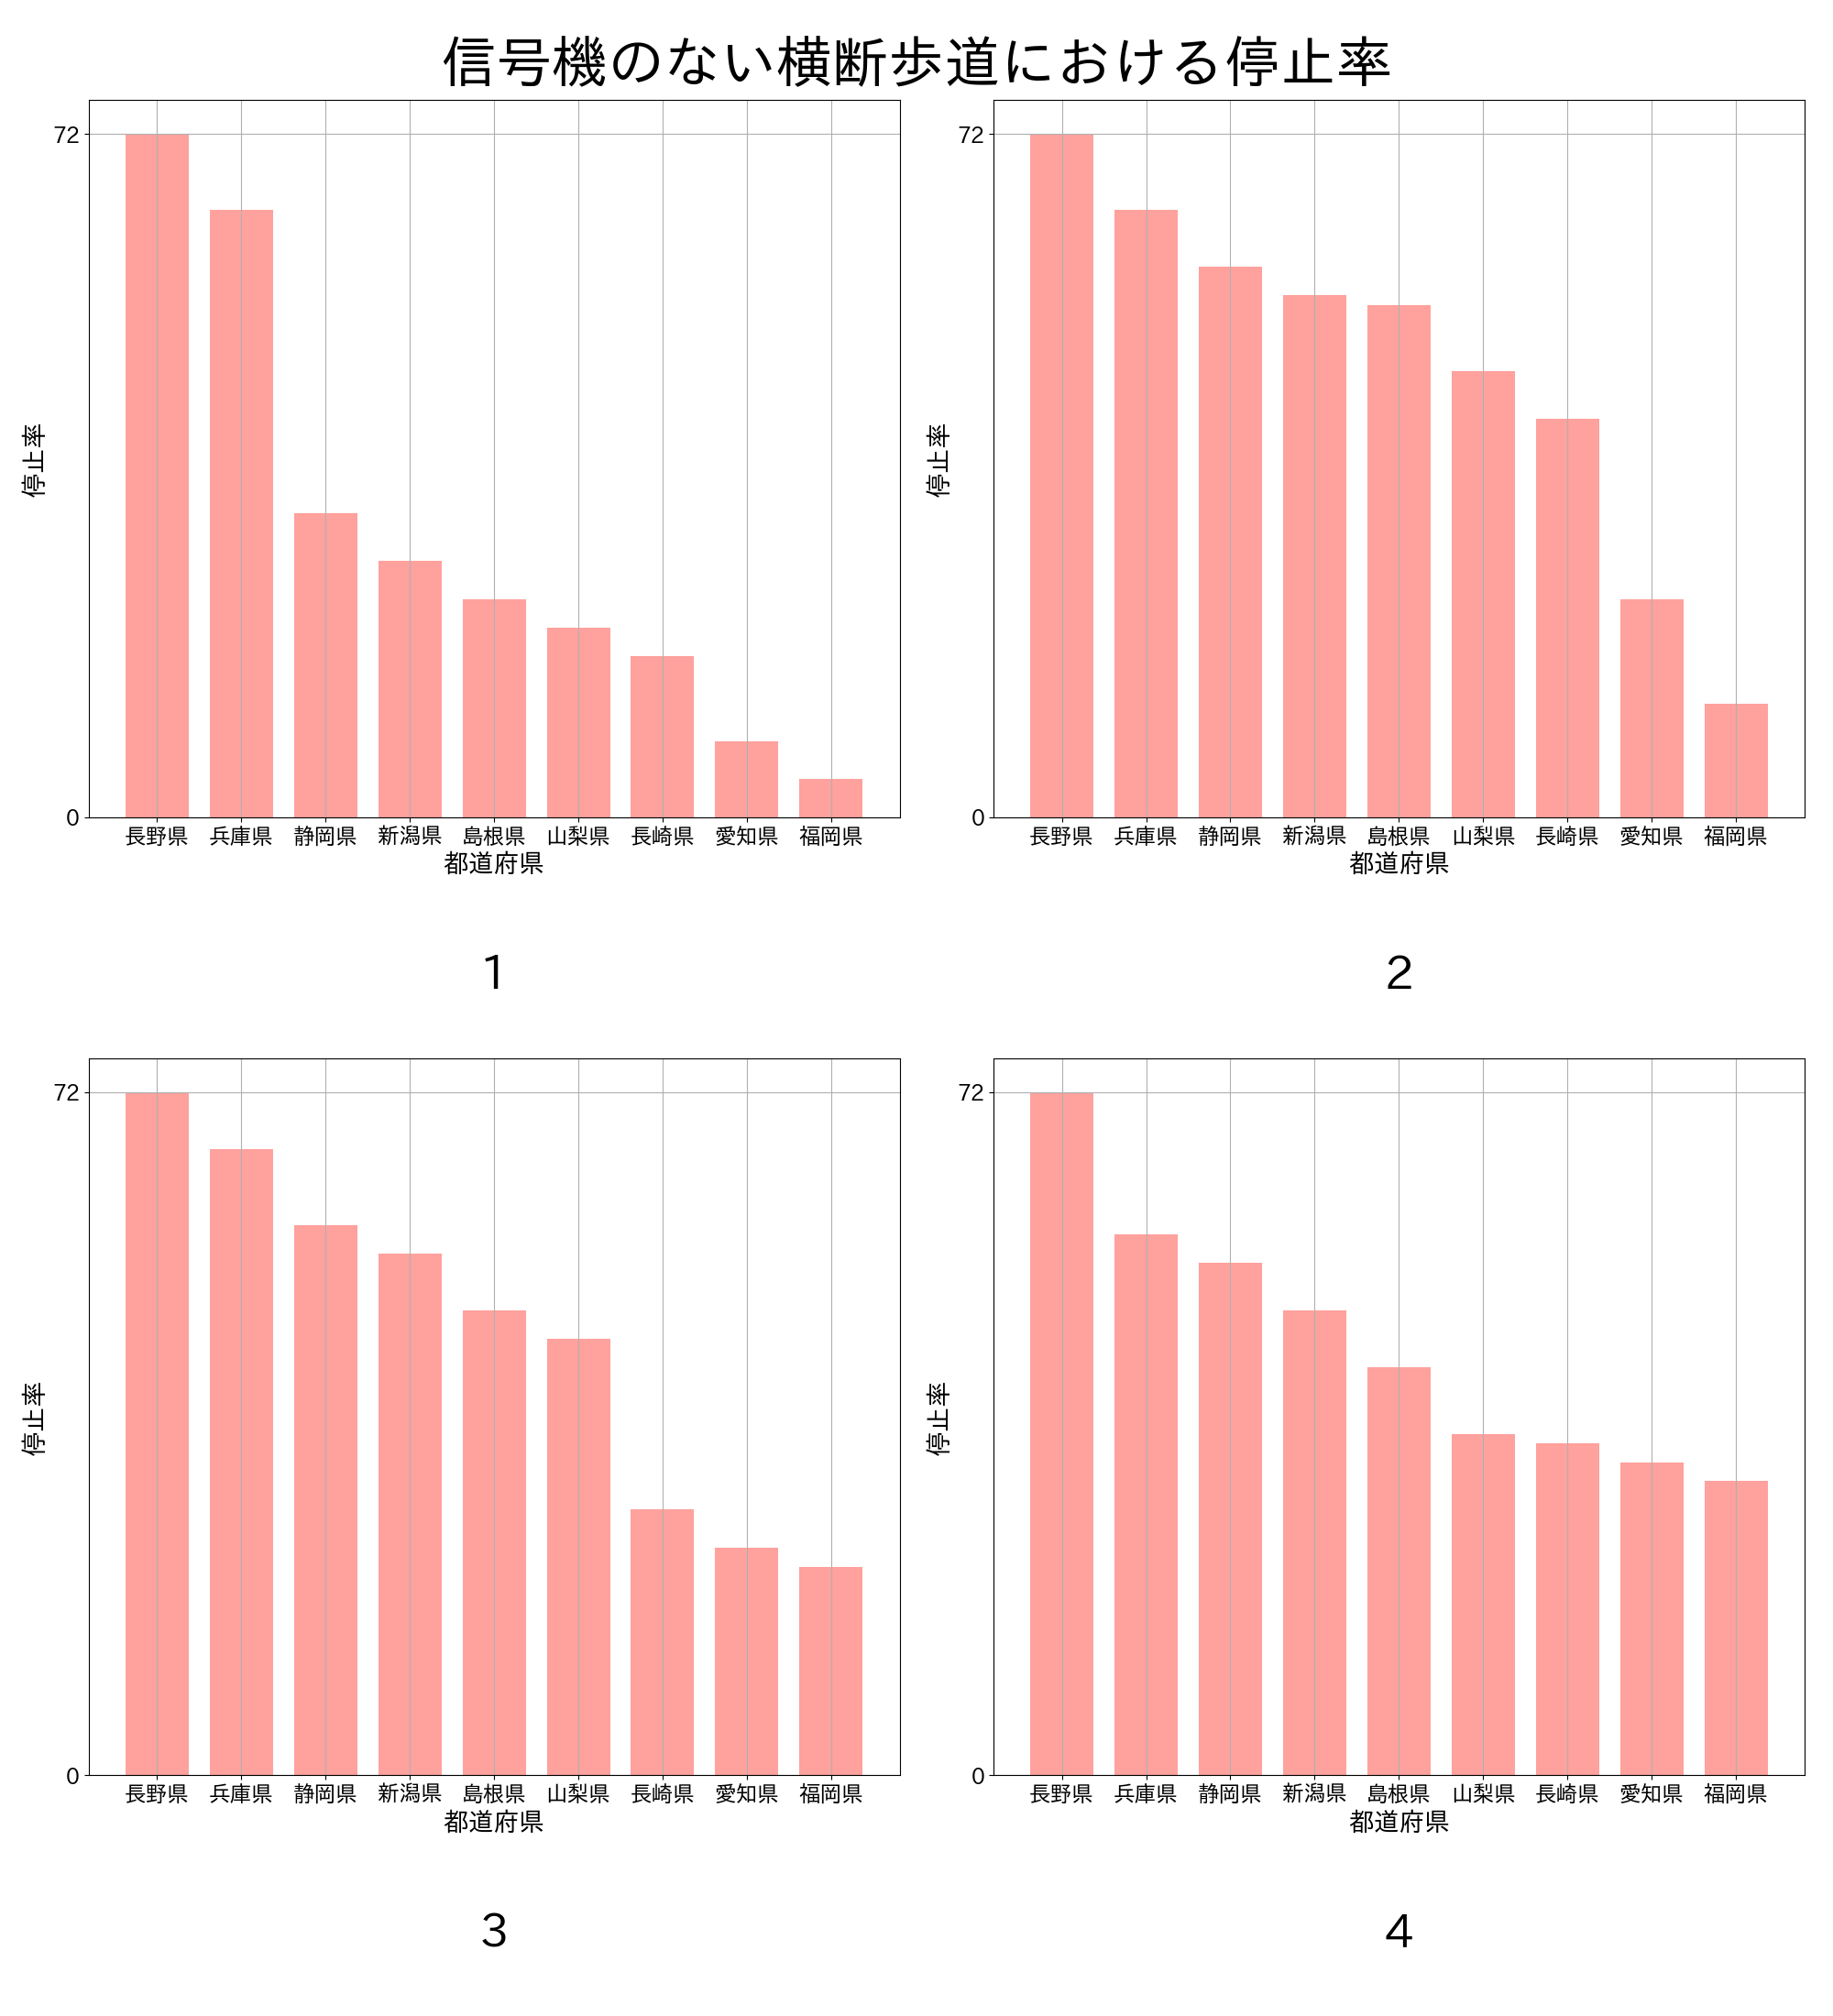 信号機のない横断歩道における停止率
72
0
停止率
長野県 兵庫県 静岡県 新潟県 島根県 山梨県 長崎県 愛知県 福岡県
都道府県
1
72
0
停止率
長野県 兵庫県 静岡県 新潟県 島根県 山梨県 長崎県 愛知県 福岡県
都道府県
2
72
0
停止率
長野県 兵庫県 静岡県 新潟県 島根県 山梨県 長崎県 愛知県 福岡県
都道府県
3
72
0
停止率
長野県 兵庫県 静岡県 新潟県 島根県 山梨県 長崎県 愛知県 福岡県
都道府県
4